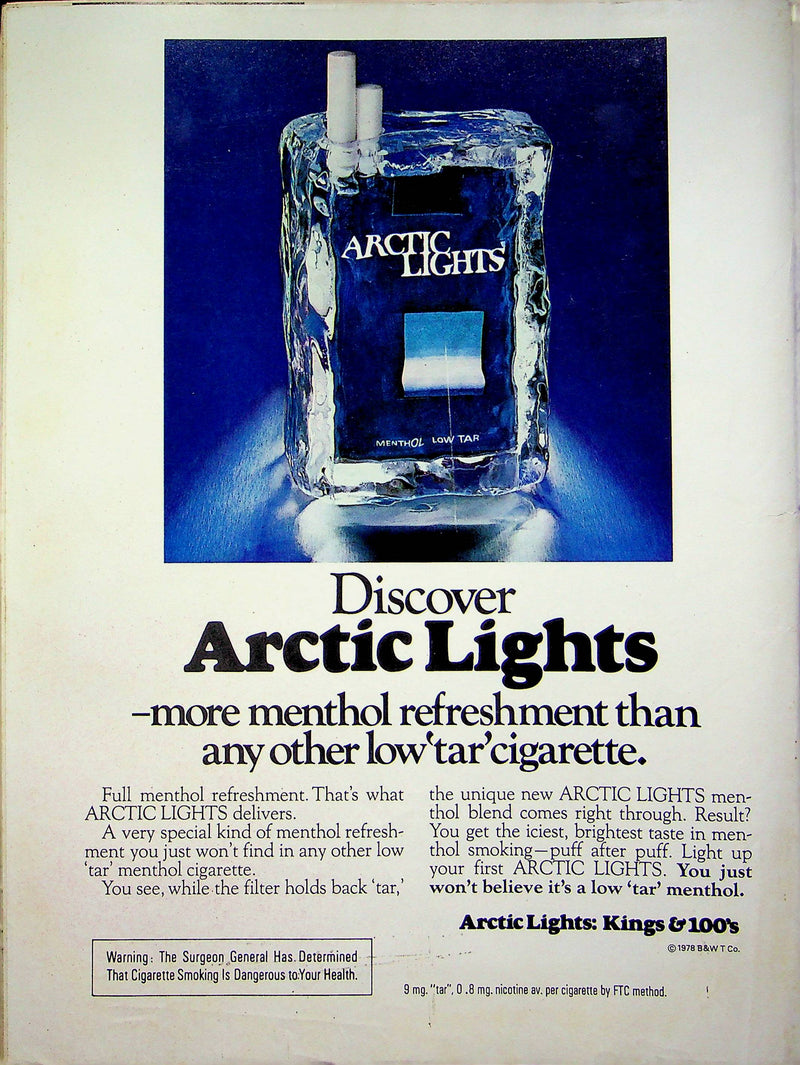 ARCTIC
LIGHTS
MENTHOL LOW TAR
Discover
Arctic Lights
–more menthol refreshment than
any other low ‘tar’ cigarette.
Full menthol refreshment. That’s what
ARCTIC LIGHTS delivers.
A very special kind of menthol refresh-
ment you just won’t find in any other low
‘tar’ menthol cigarette.
You see, while the filter holds back ‘tar,’
the unique new ARCTIC LIGHTS men-
thol blend comes right through. Result?
You get the iciest, brightest taste in men-
thol smoking—puff after puff. Light up
your first ARCTIC LIGHTS. You just
won’t believe it’s a low ‘tar’ menthol.
Arctic Lights: Kings & 100’s
© 1978 B&W T Co.
Warning: The Surgeon General Has Determined
That Cigarette Smoking Is Dangerous to Your Health.
9 mg. "tar", 0.8 mg. nicotine av. per cigarette by FTC method.